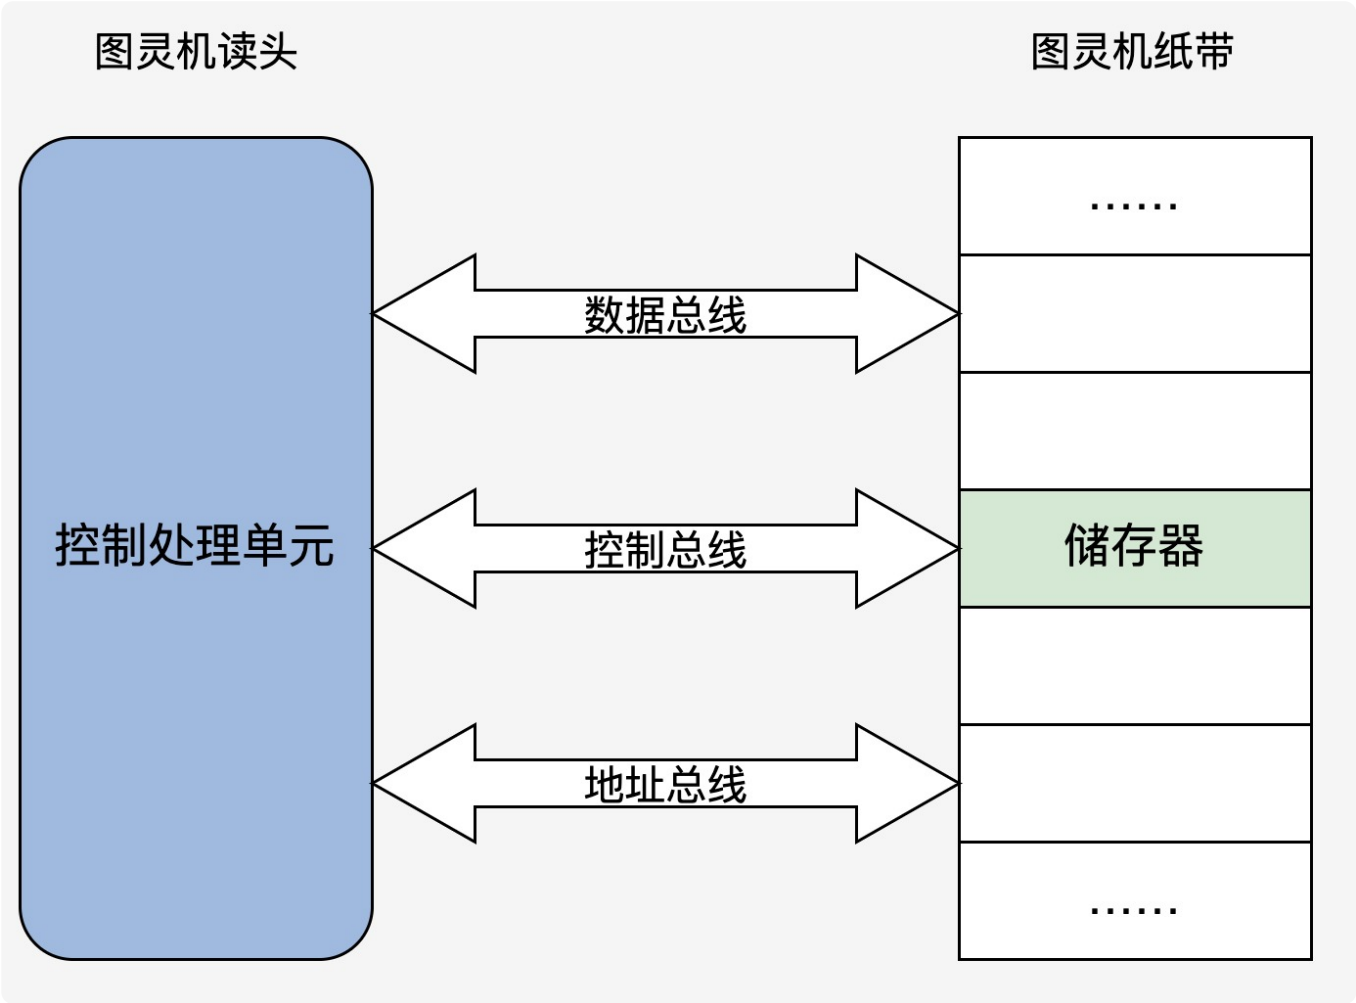 图灵机读头
图灵机纸带
……
数据总线
控制处理单元
控制总线
储存器
地址总线
……